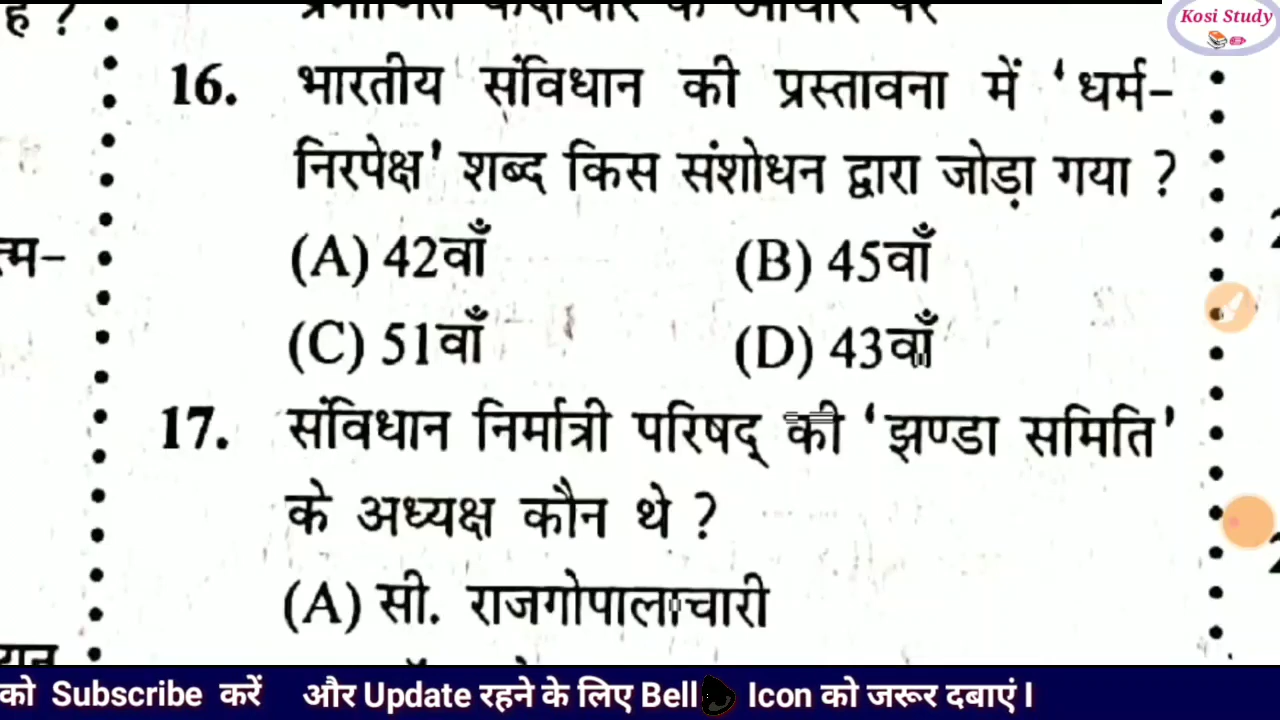 Kosi Study
16. भारतीय संविधान की प्रस्तावना में 'धर्म-
निरपेक्ष' शब्द किस संशोधन द्वारा जोड़ा गया ?
(A) 42वाँ (B) 45वाँ
(C) 51वाँ (D) 43वाँ
17. संविधान निर्मात्री परिषद् की 'झण्डा समिति'
के अध्यक्ष कौन थे ?
(A) सी. राजगोपालाचारी
को Subscribe करें और Update रहने के लिए Bell Icon को जरूर दबाएं I